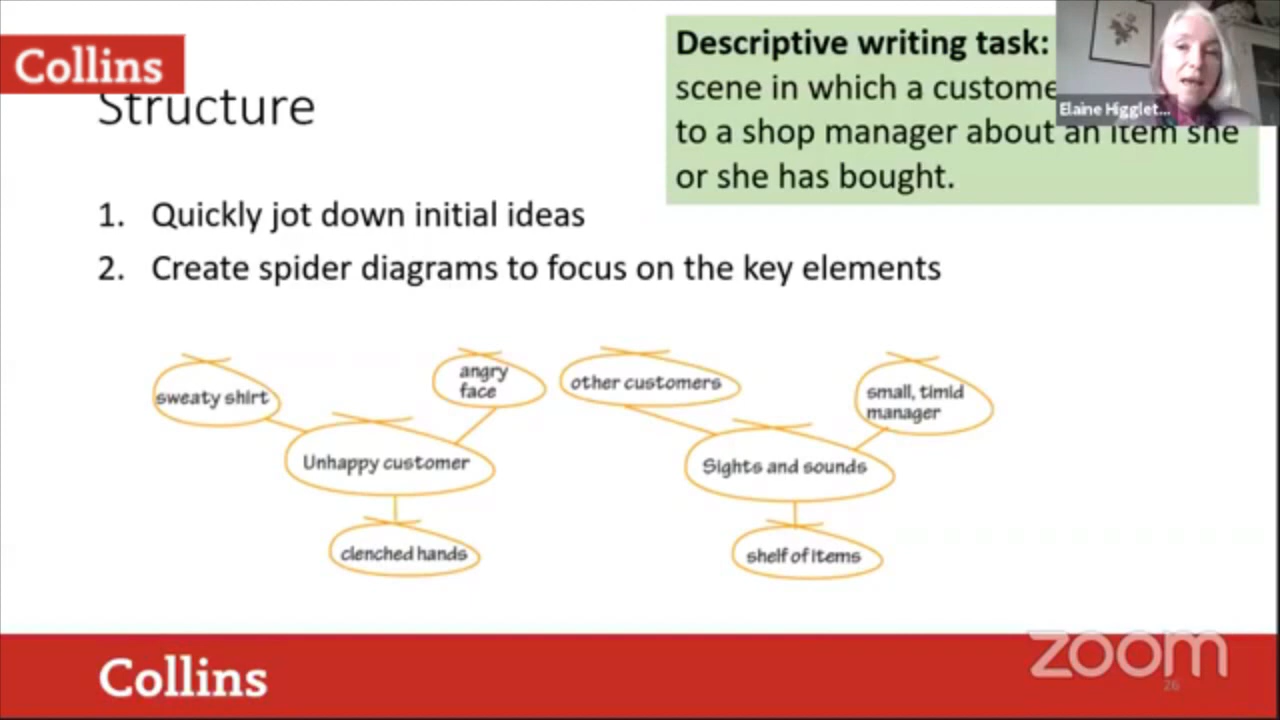 Collins
Structure
Descriptive writing task:
scene in which a custome
to a shop manager about an item she
or she has bought.
Elaine Higglet...
1. Quickly jot down initial ideas
2. Create spider diagrams to focus on the key elements
sweaty shirt
angry
face
Unhappy customer
clenched hands
other customers
small, timid
manager
Sights and sounds
shelf of items
Collins
zoom
26